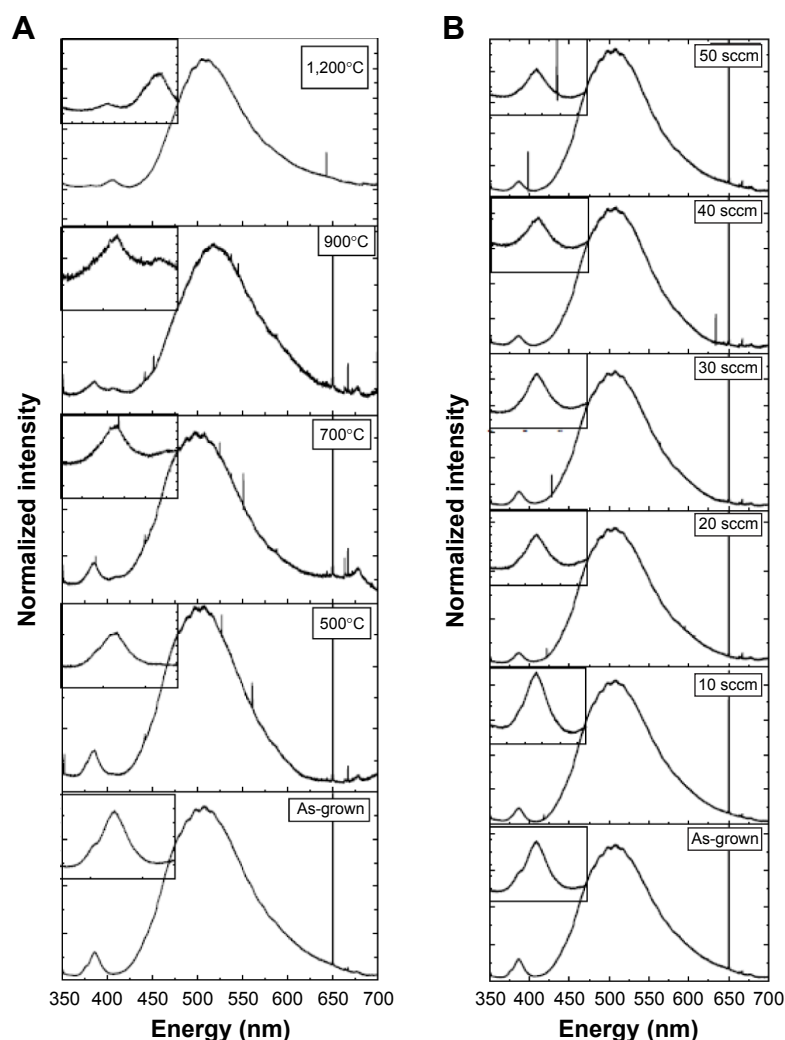 A
B
Normalized intensity
1,200°C
900°C
700°C
500°C
As-grown
350 400 450 500 550 600 650 700
Energy (nm)
Normalized intensity
50 sccm
40 sccm
30 sccm
20 sccm
10 sccm
As-grown
350 400 450 500 550 600 650 700
Energy (nm)